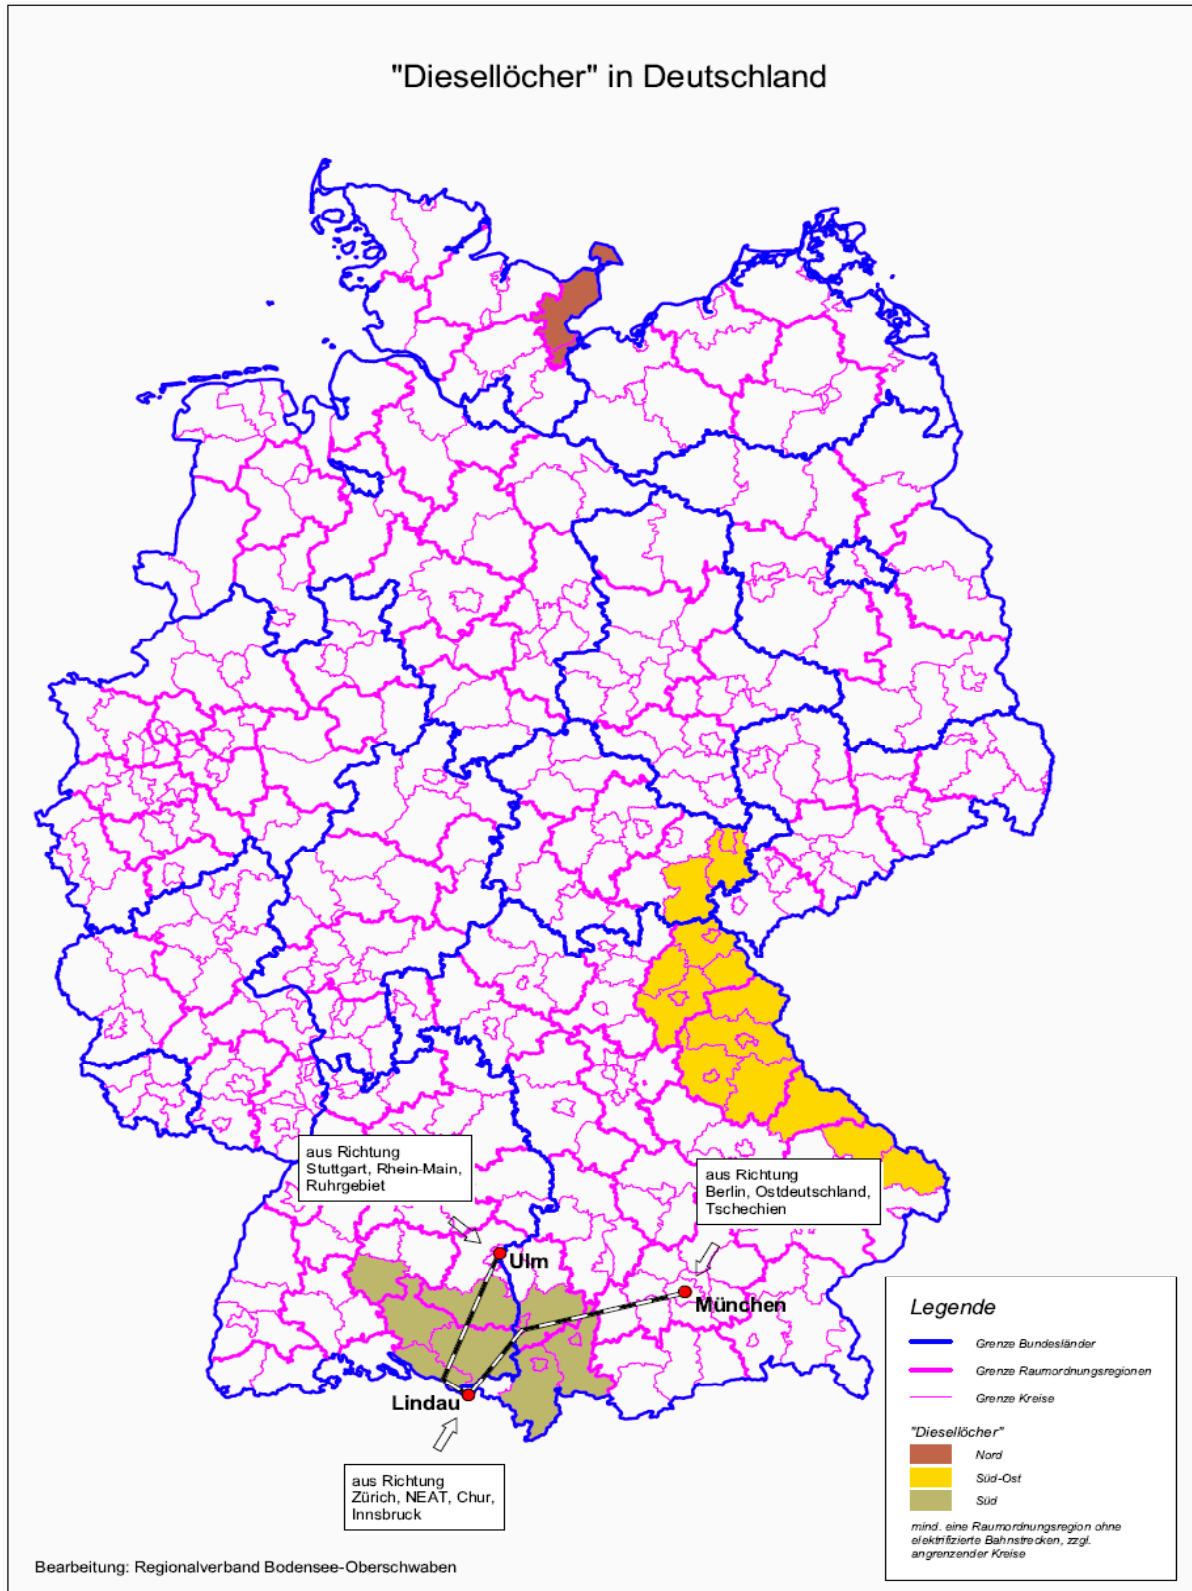 "Diesellöcher" in Deutschland
aus Richtung
Stuttgart, Rhein-Main,
Ruhrgebiet
aus Richtung
Berlin, Ostdeutschland,
Tschechien
Ulm
München
Lindau
aus Richtung
Zürich, NEAT, Chur,
Innsbruck
Legende
Grenze Bundesländer
Grenze Raumordnungsregionen
Grenze Kreise
"Diesellöcher"
Nord
Süd-Ost
Süd
mind. eine Raumordnungsregion ohne
elektrifizierte Bahnstrecken, zzgl.
angrenzender Kreise
Bearbeitung: Regionalverband Bodensee-Oberschwaben